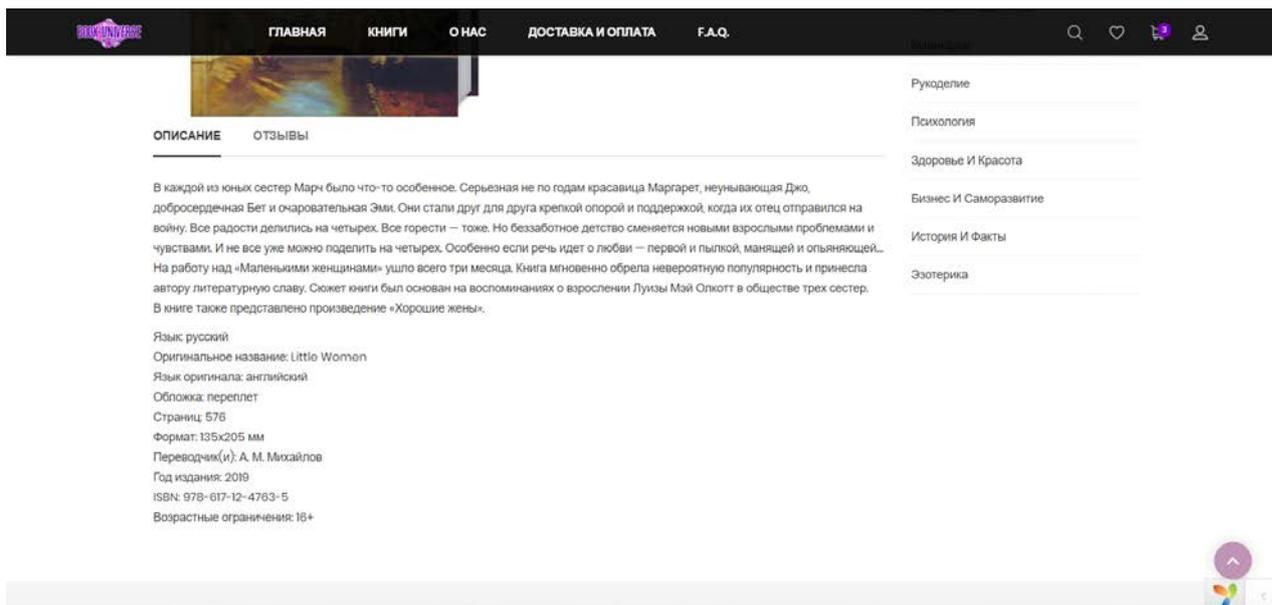 BOOK UNIVERSE
ГЛАВНАЯ КНИГИ О НАС ДОСТАВКА И ОПЛАТА F.A.Q. 3
Рукоделие
Психология
Здоровье И Красота
Бизнес И Саморазвитие
История И Факты
Эзотерика
ОПИСАНИЕ ОТЗЫВЫ
В каждой из юных сестер Марч было что-то особенное. Серьезная не по годам красавица Маргарет, неунывающая Джо,
добросердечная Бет и очаровательная Эми. Они стали друг для друга крепкой опорой и поддержкой, когда их отец отправился на
войну. Все радости делились на четырех. Все горести — тоже. Но беззаботное детство сменяется новыми взрослыми проблемами и
чувствами. И не все уже можно поделить на четырех. Особенно если речь идет о любви — первой и пылкой, манящей и опьяняющей...
На работу над «Маленькими женщинами» ушло всего три месяца. Книга мгновенно обрела невероятную популярность и принесла
автору литературную славу. Сюжет книги был основан на воспоминаниях о взрослении Луизы Мэй Олкотт в обществе трех сестер.
В книге также представлено произведение «Хорошие жены».
Язык: русский
Оригинальное название: Little Women
Язык оригинала: английский
Обложка: переплет
Страниц: 576
Формат: 135х205 мм
Переводчик(и): А. М. Михайлов
Год издания: 2019
ISBN: 978-617-12-4763-5
Возрастные ограничения: 16+